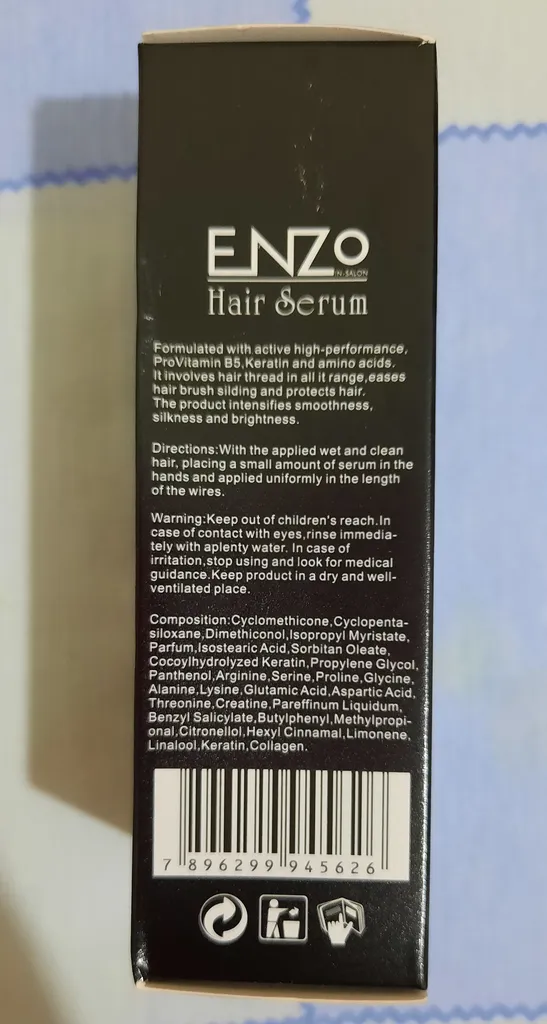 ENZO
IN-SALON
Hair Serum
Formulated with active high-performance,
ProVitamin B5,Keratin and amino acids.
It involves hair thread in all it range,eases
hair brush silding and protects hair.
The product intensifies smoothness,
silkness and brightness.
Directions:With the applied wet and clean
hair, placing a small amount of serum in the
hands and applied uniformly in the length
of the wires.
Warning:Keep out of children's reach.In
case of contact with eyes,rinse immedia-
tely with aplenty water. In case of
irritation,stop using and look for medical
guidance.Keep product in a dry and well-
ventilated place.
Composition:Cyclomethicone,Cyclopenta-
siloxane,Dimethiconol,Isopropyl Myristate,
Parfum,Isostearic Acid,Sorbitan Oleate,
Cocoylhydrolyzed Keratin,Propylene Glycol,
Panthenol,Arginine,Serine,Proline,Glycine,
Alanine,Lysine,Glutamic Acid,Aspartic Acid,
Threonine,Creatine,Pareffinum Liquidum,
Benzyl Salicylate,Butylphenyl,Methylpropi-
onal,Citronellol,Hexyl Cinnamal,Limonene,
Linalool,Keratin,Collagen.
7 896299 945626